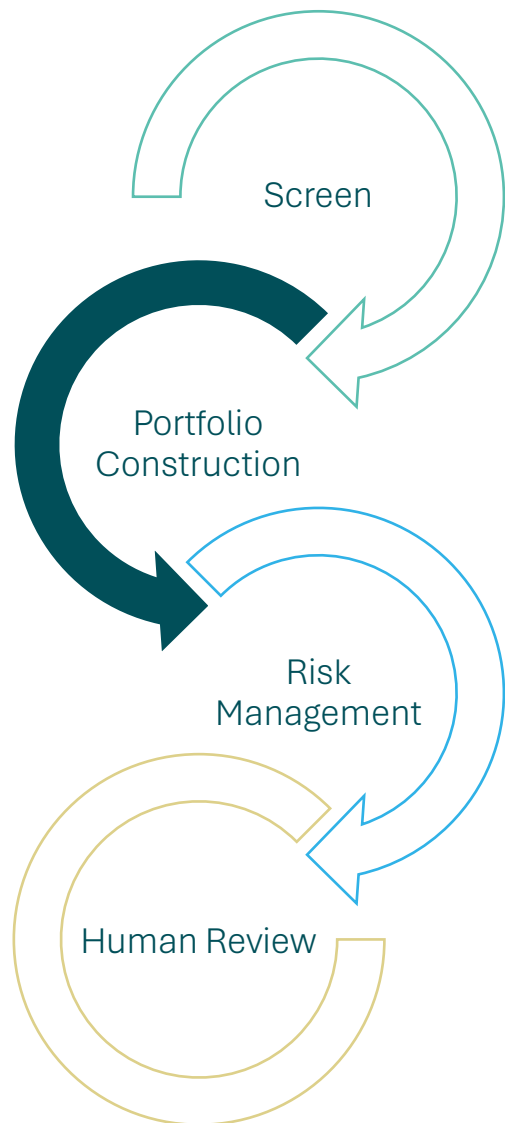 Screen
Portfolio
Construction
Risk
Management
Human Review